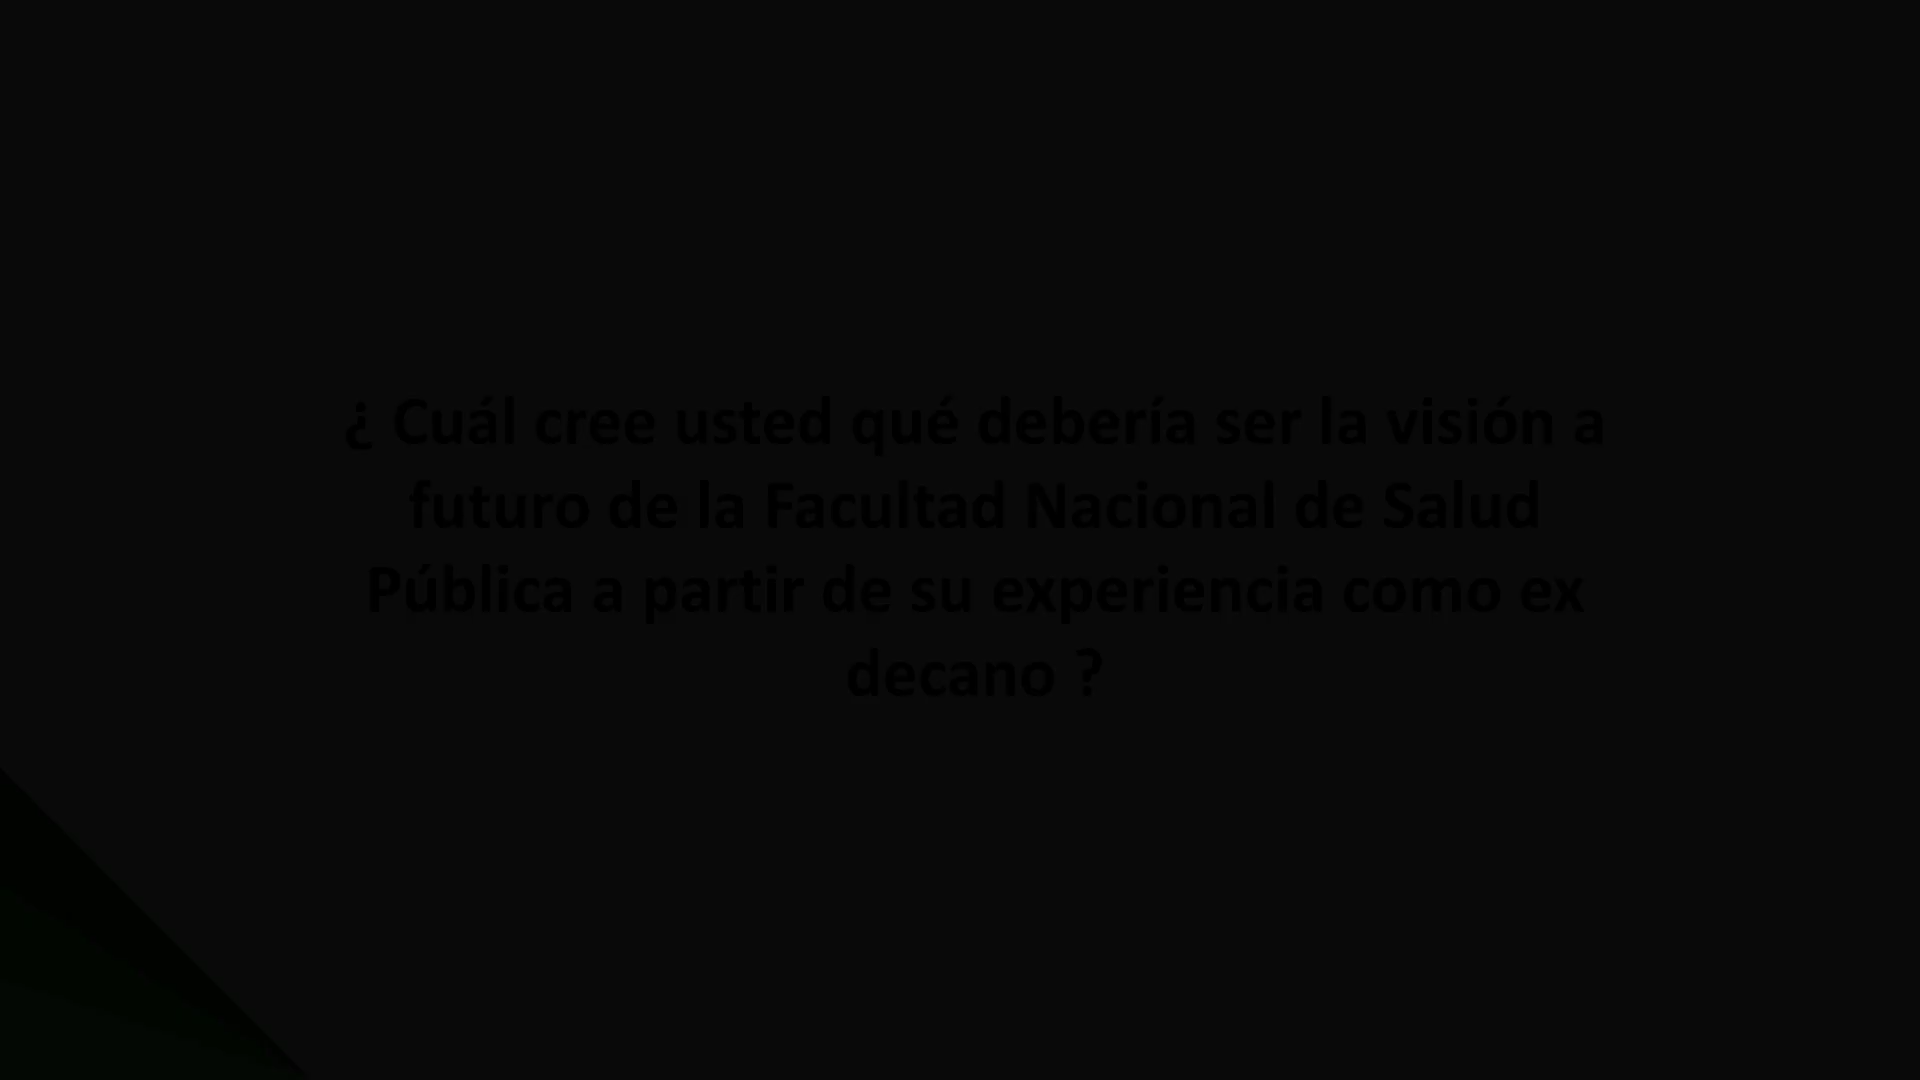 ¿ Cuál cree usted qué debería ser la visión a
futuro de la Facultad Nacional de Salud
Pública a partir de su experiencia como ex
decano ?